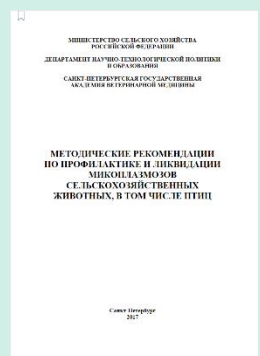 МИНИСТЕРСТВО СЕЛЬСКОГО ХОЗЯЙСТВА
РОССИЙСКОЙ ФЕДЕРАЦИИ
ДЕПАРТАМЕНТ НАУЧНО-ТЕХНОЛОГИЧЕСКОЙ ПОЛИТИКИ
И ОБРАЗОВАНИЯ
САНКТ-ПЕТЕРБУРГСКАЯ ГОСУДАРСТВЕННАЯ
АКАДЕМИЯ ВЕТЕРИНАРНОЙ МЕДИЦИНЫ
МЕТОДИЧЕСКИЕ РЕКОМЕНДАЦИИ
ПО ПРОФИЛАКТИКЕ И ЛИКВИДАЦИИ
МИКОПЛАЗМОЗОВ
СЕЛЬСКОХОЗЯЙСТВЕННЫХ
ЖИВОТНЫХ, В ТОМ ЧИСЛЕ ПТИЦ
Санкт Петербург
2017